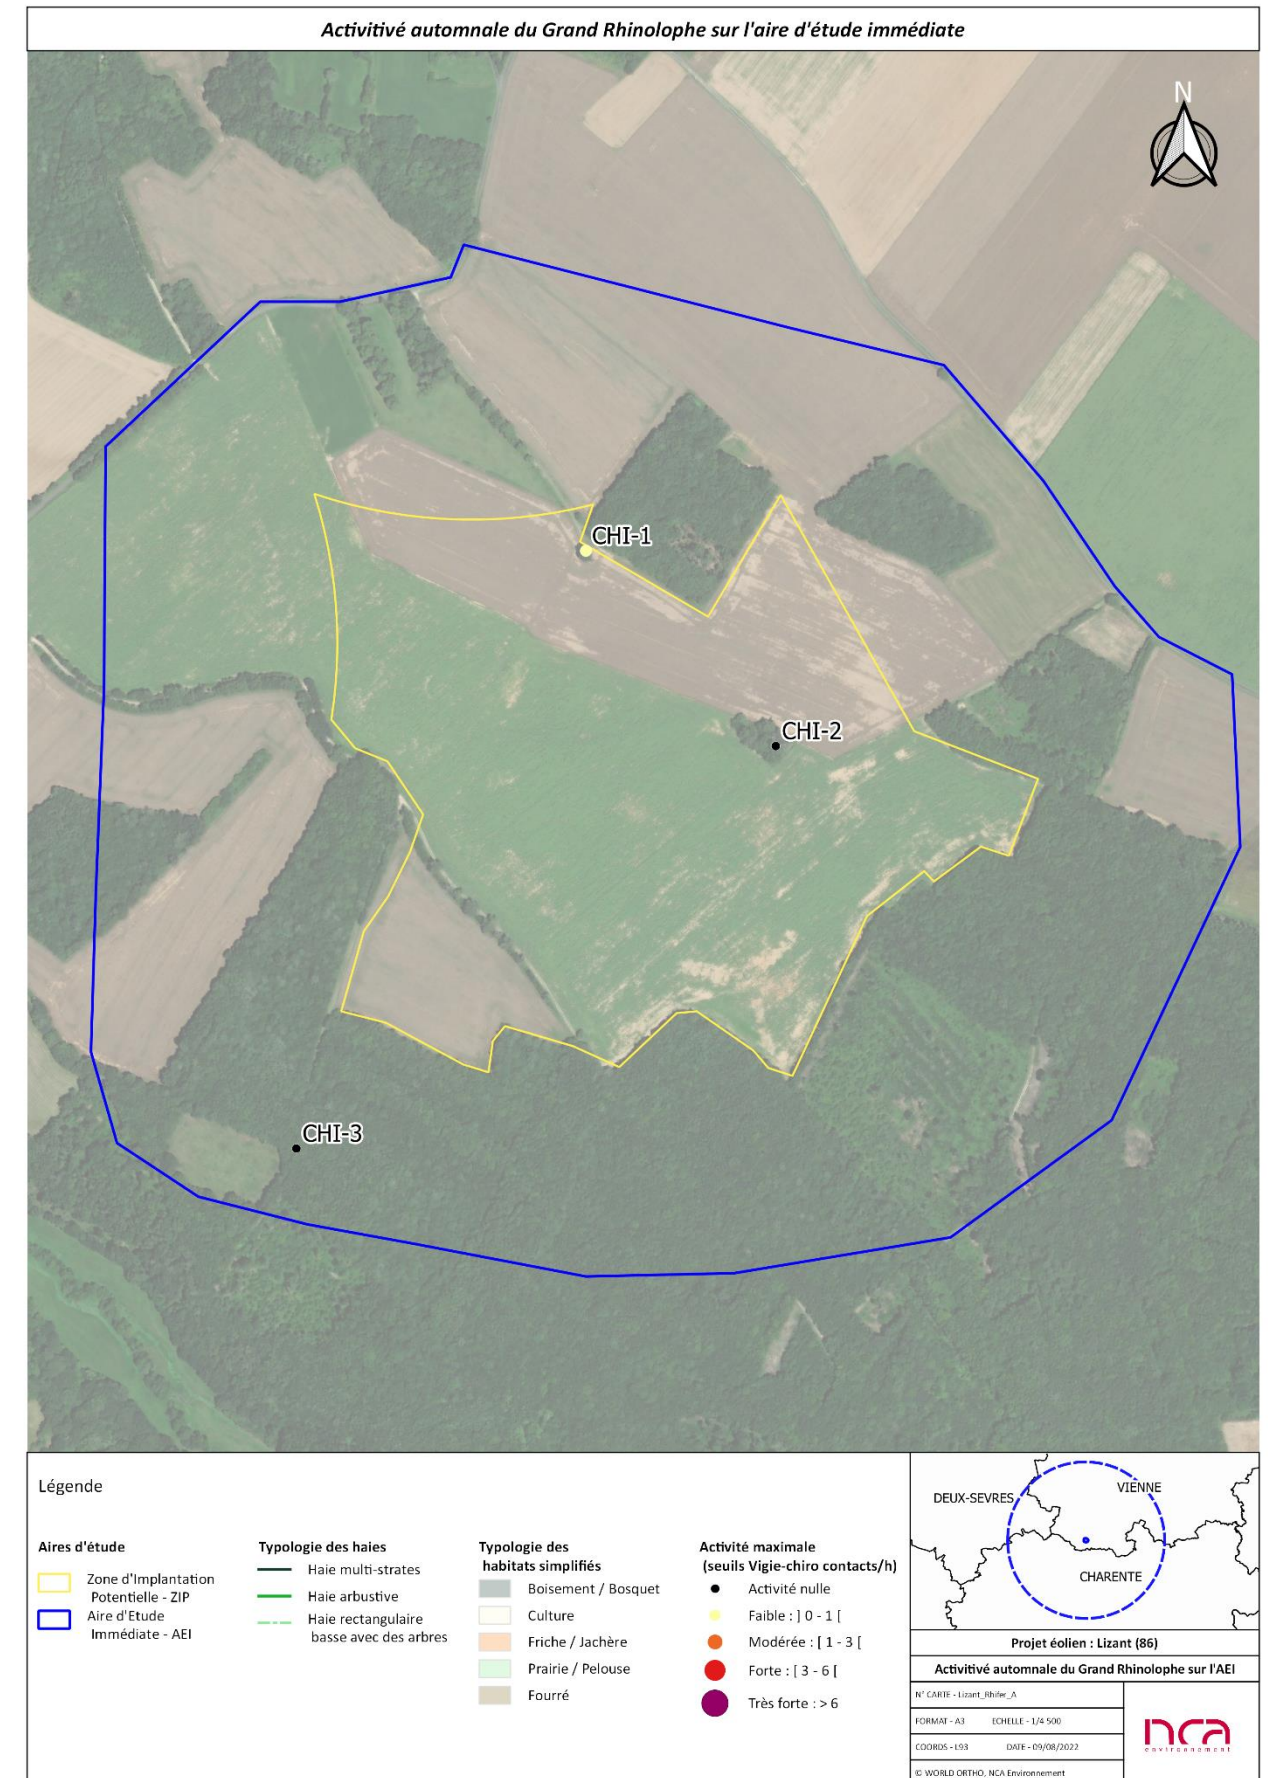 Activitivé automnale du Grand Rhinolophe sur l'aire d'étude immédiate
N
CHI-1
CHI-2
CHI-3
Légende
Aires d'étude
Zone d'Implantation
Potentielle - ZIP
Aire d'Etude
Immédiate - AEI
Typologie des haies
Haie multi-strates
Haie arbustive
Haie rectangulaire
basse avec des arbres
Typologie des
habitats simplifiés
Boisement / Bosquet
Culture
Friche / Jachère
Prairie / Pelouse
Fourré
Activité maximale
(seuils Vigie-chiro contacts/h)
Activité nulle
Faible : ] 0 - 1 [
Modérée : [ 1 - 3 [
Forte : [ 3 - 6 [
Très forte : > 6
DEUX-SEVRES
VIENNE
CHARENTE
Projet éolien : Lizant (86)
Activitivé automnale du Grand Rhinolophe sur l'AEI
N° CARTE - Lizant_Rhifer_A
FORMAT - A3 ECHELLE - 1/4 500
COORDS - L93 DATE - 09/08/2022
© WORLD ORTHO, NCA Environnement
nca
environnement